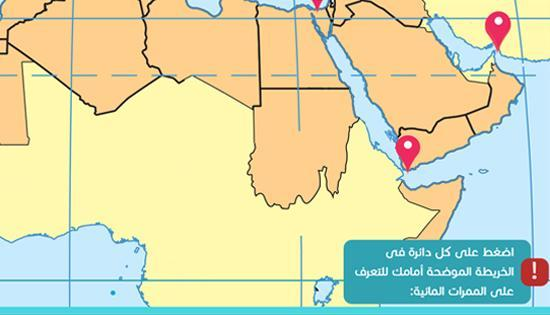 اضغط على كل دائرة فى
الخريطة الموضحة أمامك للتعرف
على الممرات المائية: